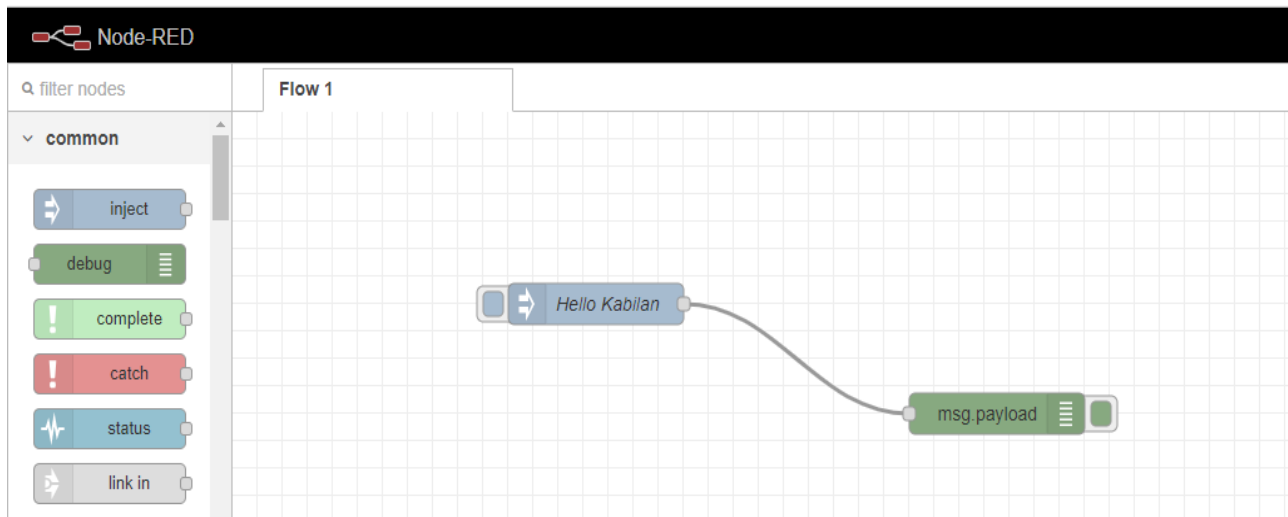 Node-RED
filter nodes
Flow 1
common
inject
debug
complete
catch
status
link in
Hello Kabilan
msg.payload